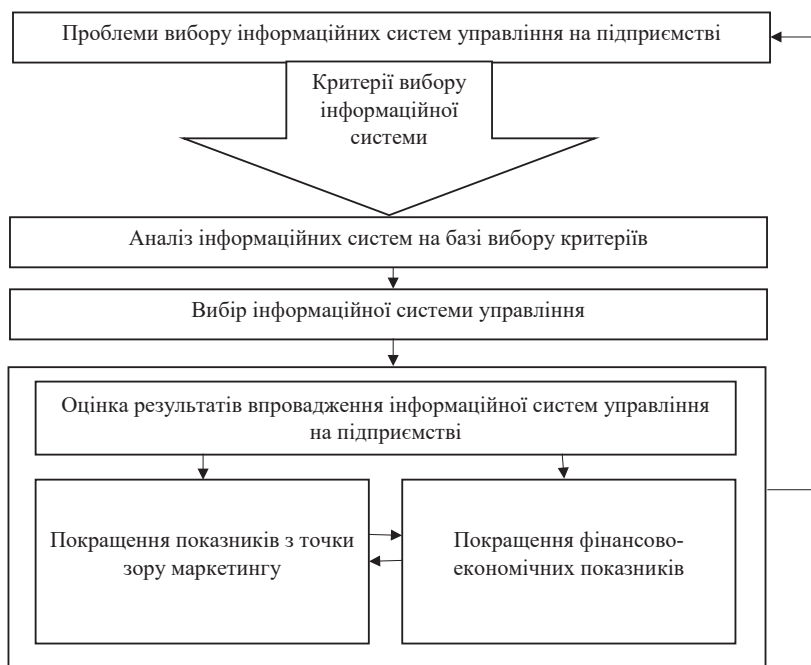 Проблеми вибору інформаційних систем управління на підприємстві
Критерії вибору
інформаційної
системи
Аналіз інформаційних систем на базі вибору критеріїв
Вибір інформаційної системи управління
Оцінка результатів впровадження інформаційної систем управління
на підприємстві
Покращення показників з точки
зору маркетингу
Покращення фінансово-
економічних показників